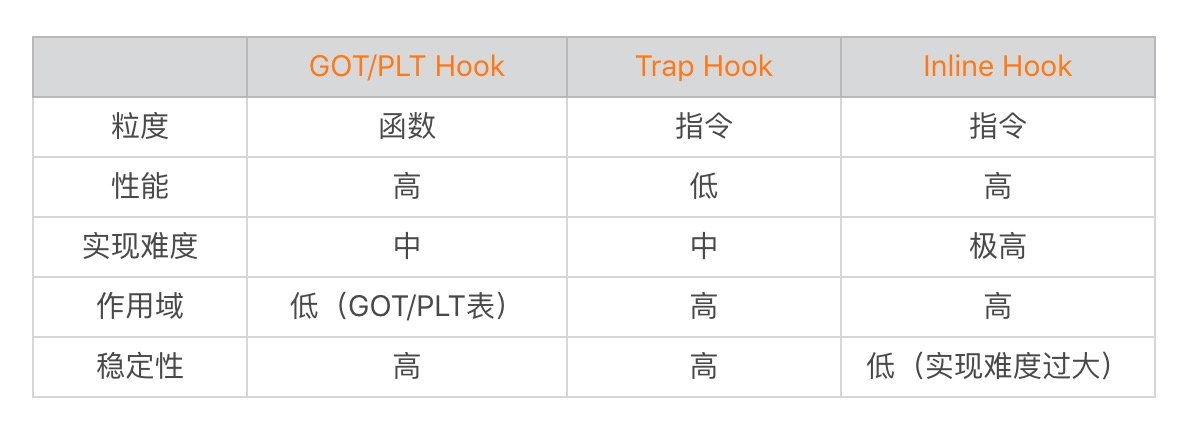 GOT/PLT Hook Trap Hook Inline Hook
粒度 函数 指令 指令
性能 高 低 高
实现难度 中 中 极高
作用域 低（GOT/PLT表） 高 高
稳定性 高 高 低（实现难度过大）